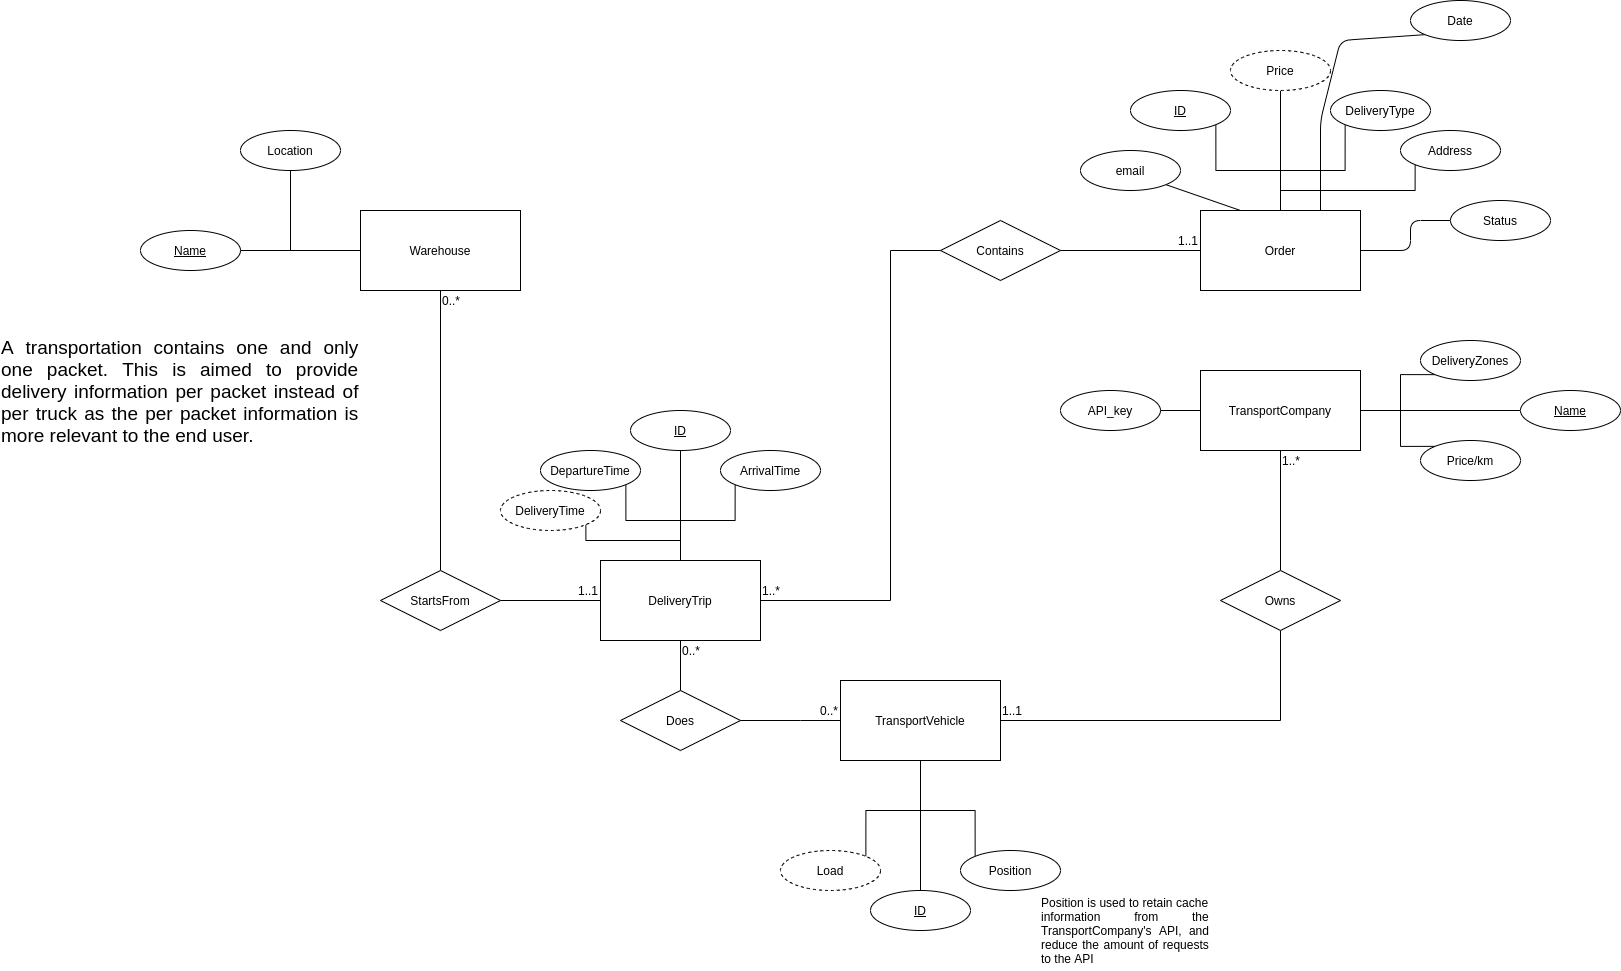 Date
Price
ID
DeliveryType
Location
Address
email
Status
Name
Warehouse
Contains
1..1
Order
0..*
A transportation contains one and only
one packet. This is aimed to provide
delivery information per packet instead of
per truck as the per packet information is
more relevant to the end user.
DeliveryZones
API_key
TransportCompany
Name
Price/km
1..*
ID
DepartureTime
ArrivalTime
DeliveryTime
StartsFrom
1..1
DeliveryTrip
1..*
Owns
0..*
Does
0..*
TransportVehicle
1..1
Load
Position
ID
Position is used to retain cache
information from the
TransportCompany's API, and
reduce the amount of requests
to the API